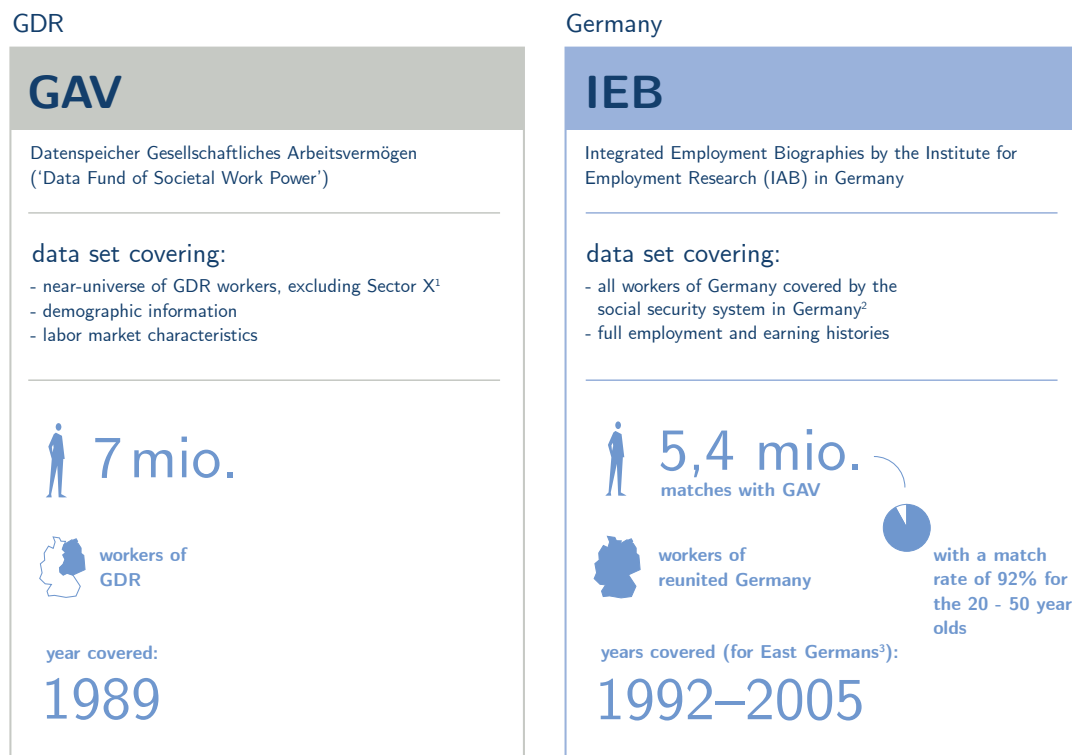 GDR
GAV
Datenspeicher Gesellschaftliches Arbeitsvermögen
(‘Data Fund of Societal Work Power’)
data set covering:
- near-universe of GDR workers, excluding Sector X¹
- demographic information
- labor market characteristics
7 mio.
workers of
GDR
year covered:
1989
Germany
IEB
Integrated Employment Biographies by the Institute for
Employment Research (IAB) in Germany
data set covering:
- all workers of Germany covered by the
social security system in Germany²
- full employment and earning histories
5,4 mio.
matches with GAV
with a match
rate of 92% for
the 20 - 50 year
olds
workers of
reunited Germany
years covered (for East Germans³):
1992–2005